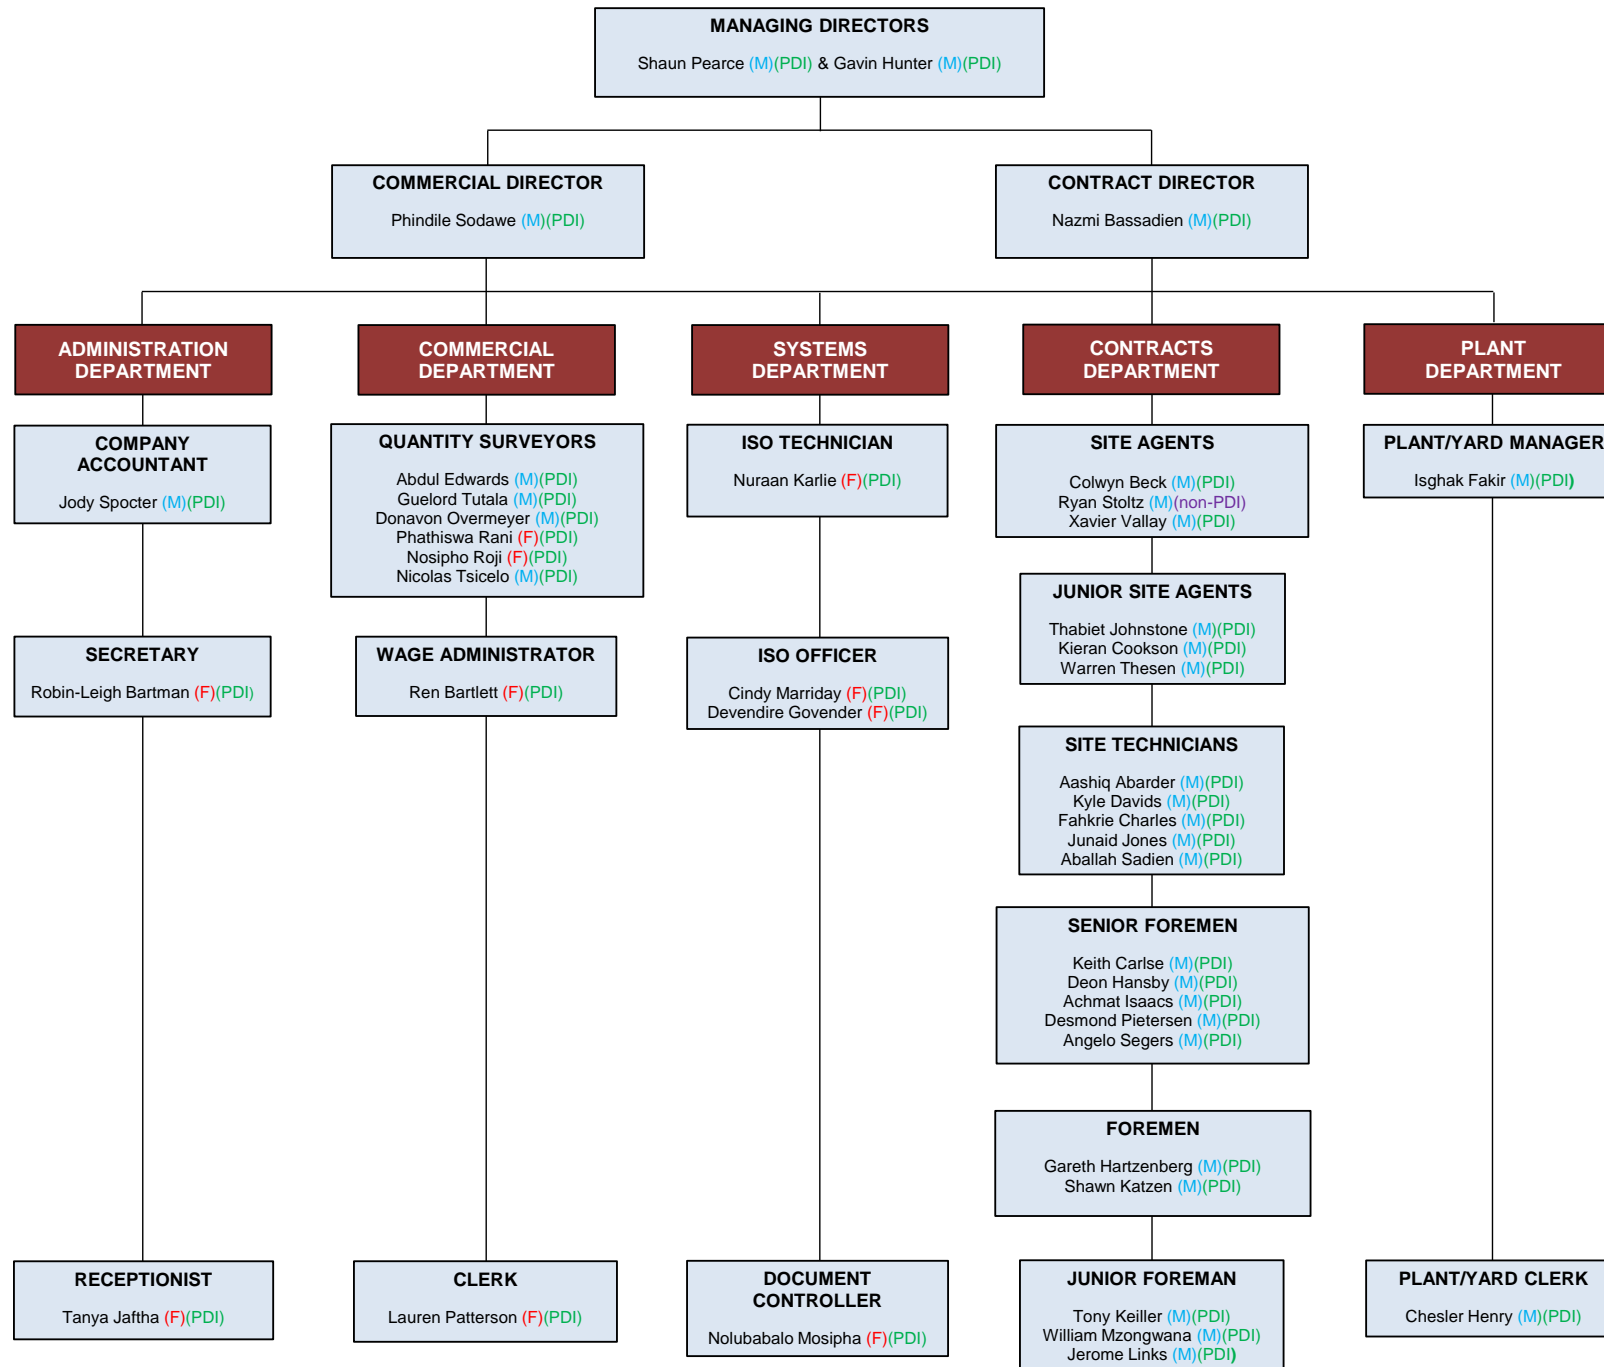 MANAGING DIRECTORS
Shaun Pearce (M)(PDI) & Gavin Hunter (M)(PDI)
COMMERCIAL DIRECTOR
Phindile Sodawe (M)(PDI)
CONTRACT DIRECTOR
Nazmi Bassadien (M)(PDI)
ADMINISTRATION
DEPARTMENT
COMMERCIAL
DEPARTMENT
SYSTEMS
DEPARTMENT
CONTRACTS
DEPARTMENT
PLANT
DEPARTMENT
COMPANY
ACCOUNTANT
Jody Spocter (M)(PDI)
QUANTITY SURVEYORS
Abdul Edwards (M)(PDI)
Guelord Tutala (M)(PDI)
Donavon Overmeyer (M)(PDI)
Phathiswa Rani (F)(PDI)
Nosipho Roji (F)(PDI)
Nicolas Tsicelo (M)(PDI)
ISO TECHNICIAN
Nuraan Karlie (F)(PDI)
SITE AGENTS
Colwyn Beck (M)(PDI)
Ryan Stoltz (M)(non-PDI)
Xavier Vallay (M)(PDI)
PLANT/YARD MANAGER
Isghak Fakir (M)(PDI)
JUNIOR SITE AGENTS
Thabiet Johnstone (M)(PDI)
Kieran Cookson (M)(PDI)
Warren Thesen (M)(PDI)
SECRETARY
Robin-Leigh Bartman (F)(PDI)
WAGE ADMINISTRATOR
Ren Bartlett (F)(PDI)
ISO OFFICER
Cindy Marriday (F)(PDI)
Devendire Govender (F)(PDI)
SITE TECHNICIANS
Aashiq Abarder (M)(PDI)
Kyle Davids (M)(PDI)
Fahkrie Charles (M)(PDI)
Junaid Jones (M)(PDI)
Aballah Sadien (M)(PDI)
SENIOR FOREMEN
Keith Carlse (M)(PDI)
Deon Hansby (M)(PDI)
Achmat Isaacs (M)(PDI)
Desmond Pietersen (M)(PDI)
Angelo Segers (M)(PDI)
FOREMEN
Gareth Hartzenberg (M)(PDI)
Shawn Katzen (M)(PDI)
RECEPTIONIST
Tanya Jaftha (F)(PDI)
CLERK
Lauren Patterson (F)(PDI)
DOCUMENT
CONTROLLER
Nolubabalo Mosipha (F)(PDI)
JUNIOR FOREMAN
Tony Keiller (M)(PDI)
William Mzongwana (M)(PDI)
Jerome Links (M)(PDI)
PLANT/YARD CLERK
Chesler Henry (M)(PDI)